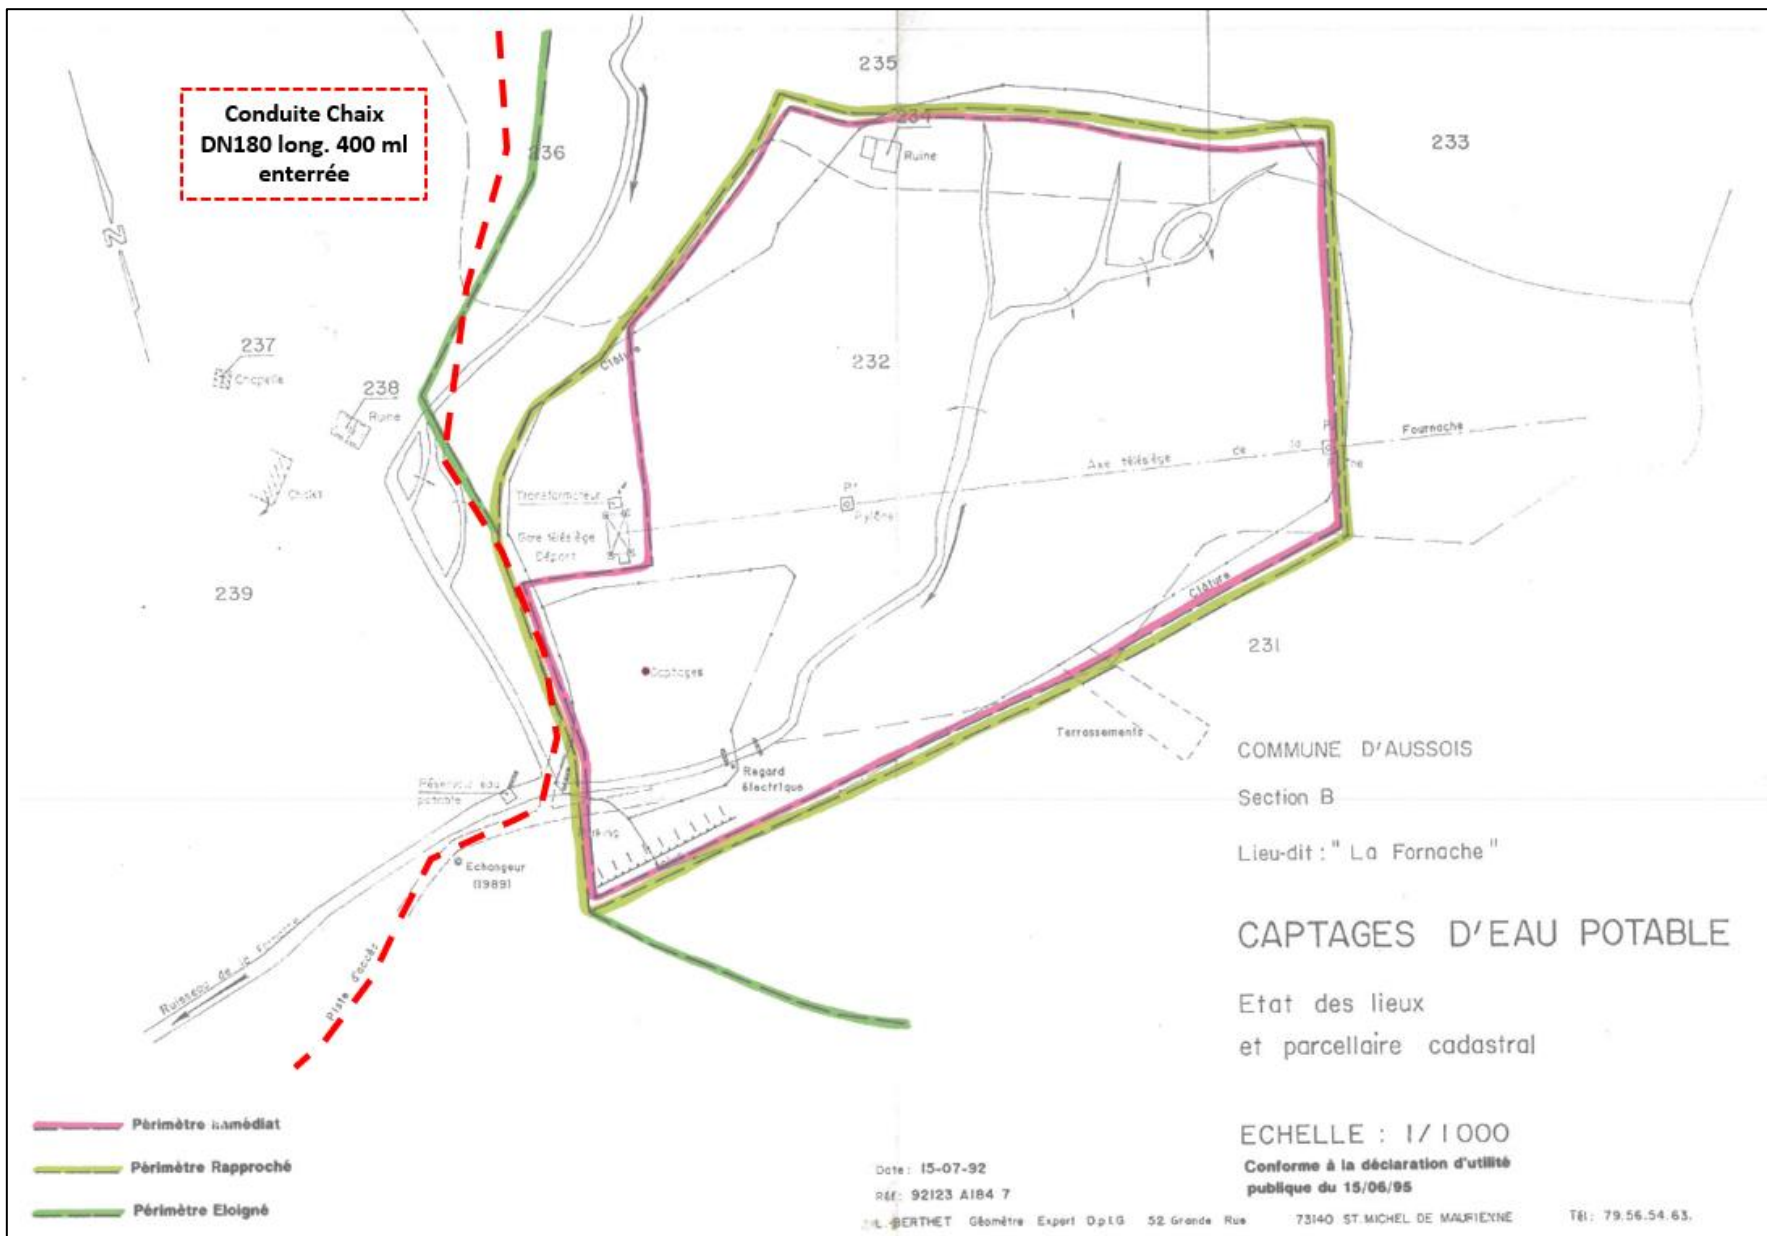 Conduite Chaix
DN180 long. 400 ml
enterrée
235
236
234
Ruine
233
237
Chapelle
238
Ruine
Clôture
232
Axe télésiège de la Fournache
P1
Pylône
Transformateur
Gare télésiège
Départ
239
Captages
Clôture
231
Terrassements
Réservoir eau
potable
Regard
électrique
Echangeur
(1989)
Ruisseau de la
Piste d'accès
COMMUNE D'AUSSOIS
Section B
Lieu-dit : " La Fornache "
CAPTAGES D'EAU POTABLE
Etat des lieux
et parcellaire cadastral
ECHELLE : 1/1000
Conforme à la déclaration d'utilité
publique du 15/06/95
Périmètre Immédiat
Périmètre Rapproché
Périmètre Eloigné
Date: 15-07-92
Réf: 92123 A184 7
BERTHET Géomètre Expert D.p.l.G 52 Grande Rue 73140 ST. MICHEL DE MAURIENNE Tél: 79.56.54.63.